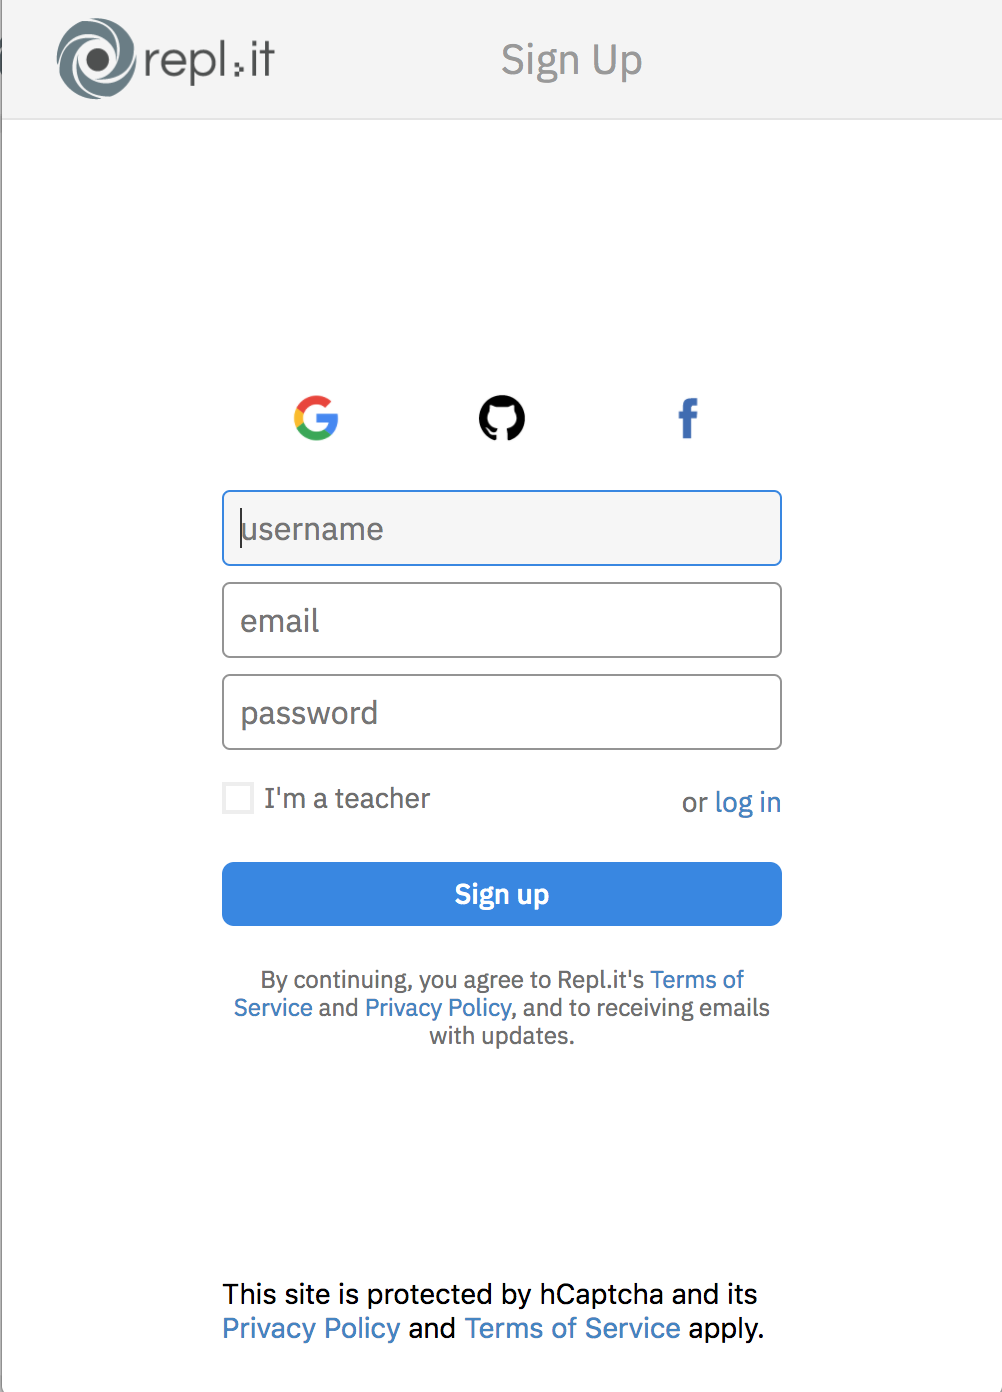 repl.it
Sign Up
G
f
username
email
password
I'm a teacher
or log in
Sign up
By continuing, you agree to Repl.it's Terms of
Service and Privacy Policy, and to receiving emails
with updates.
This site is protected by hCaptcha and its
Privacy Policy and Terms of Service apply.